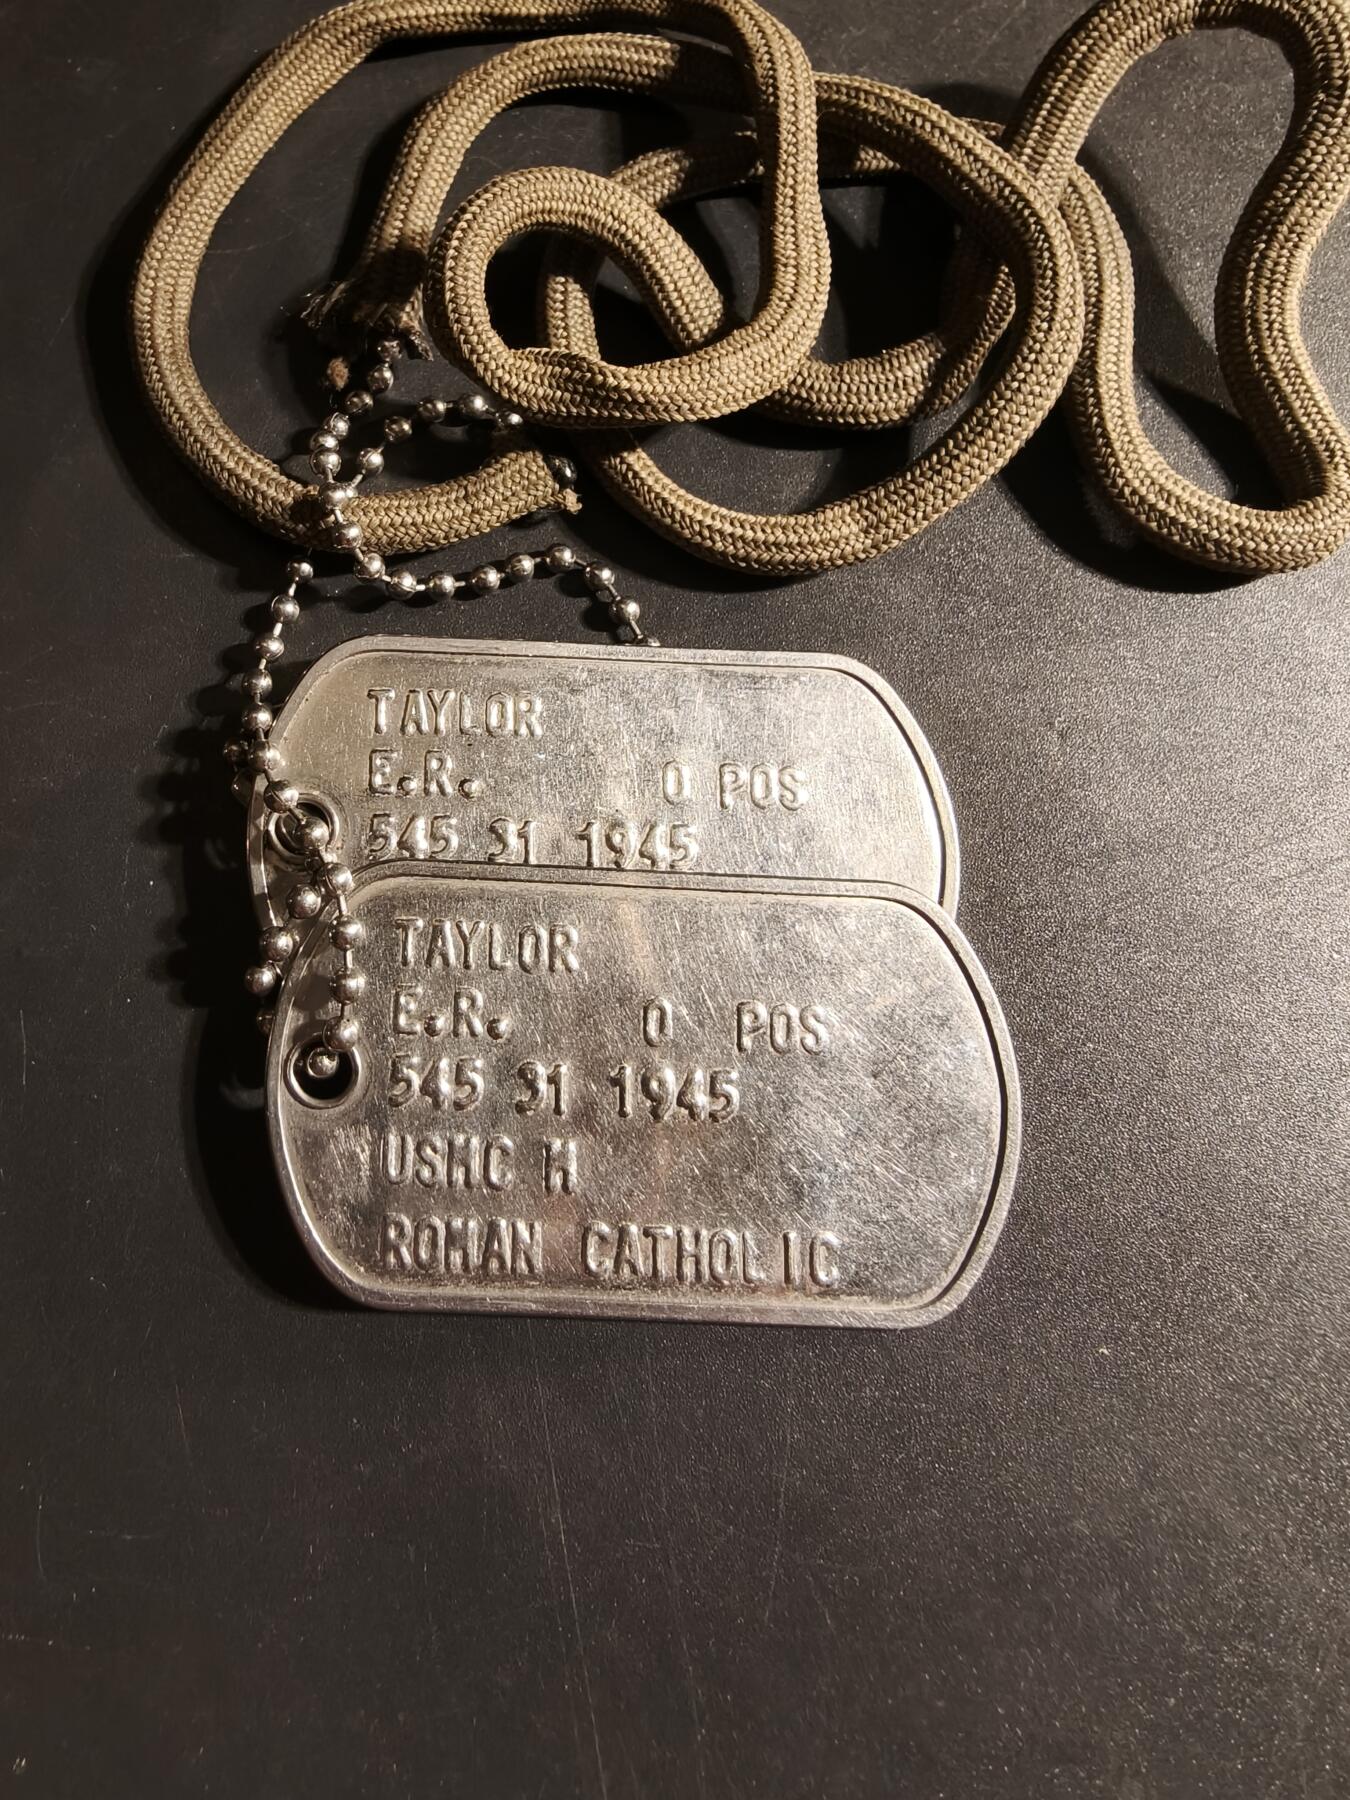 TAYLOR
E.R. O POS
545 31 1945
TAYLOR
E.R. O POS
545 31 1945
USMC M
ROMAN CATHOLIC